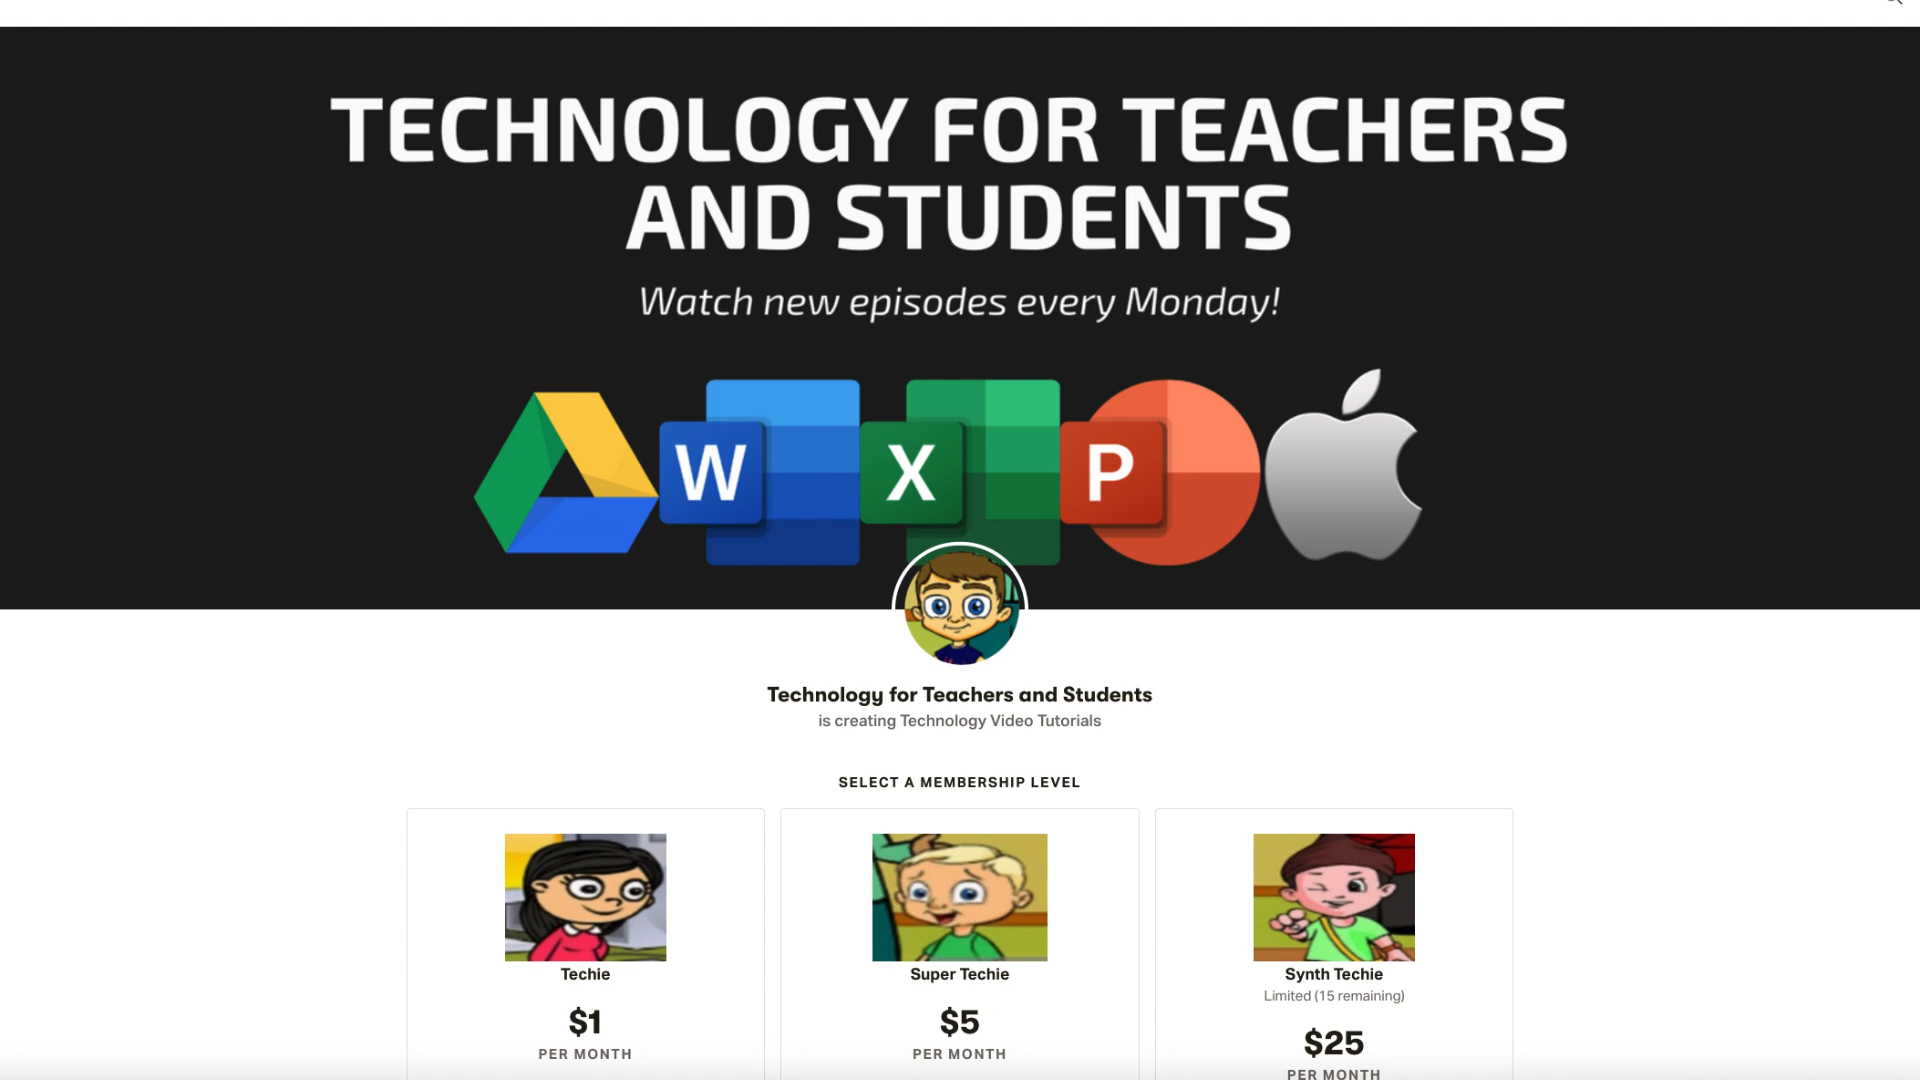 TECHNOLOGY FOR TEACHERS
AND STUDENTS
Watch new episodes every Monday!
W
X
P
Technology for Teachers and Students
is creating Technology Video Tutorials
SELECT A MEMBERSHIP LEVEL
Techie
$1
PER MONTH
Super Techie
$5
PER MONTH
Synth Techie
Limited (15 remaining)
$25
PER MONTH